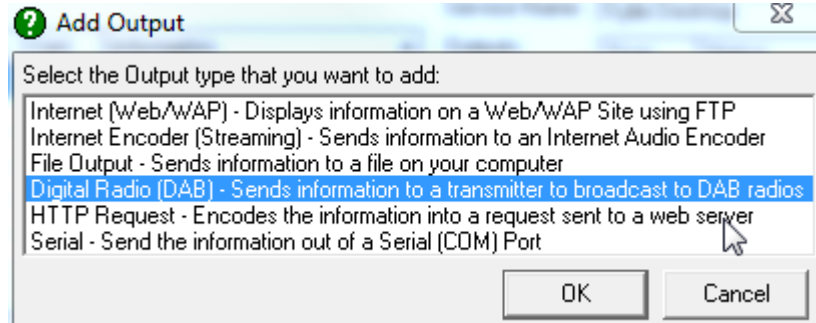 Add Output
Select the Output type that you want to add:
Internet (Web/WAP) - Displays information on a Web/WAP Site using FTP
Internet Encoder (Streaming) - Sends information to an Internet Audio Encoder
File Output - Sends information to a file on your computer
Digital Radio (DAB) - Sends information to a transmitter to broadcast to DAB radios
HTTP Request - Encodes the information into a request sent to a web server
Serial - Send the information out of a Serial (COM) Port
OK
Cancel